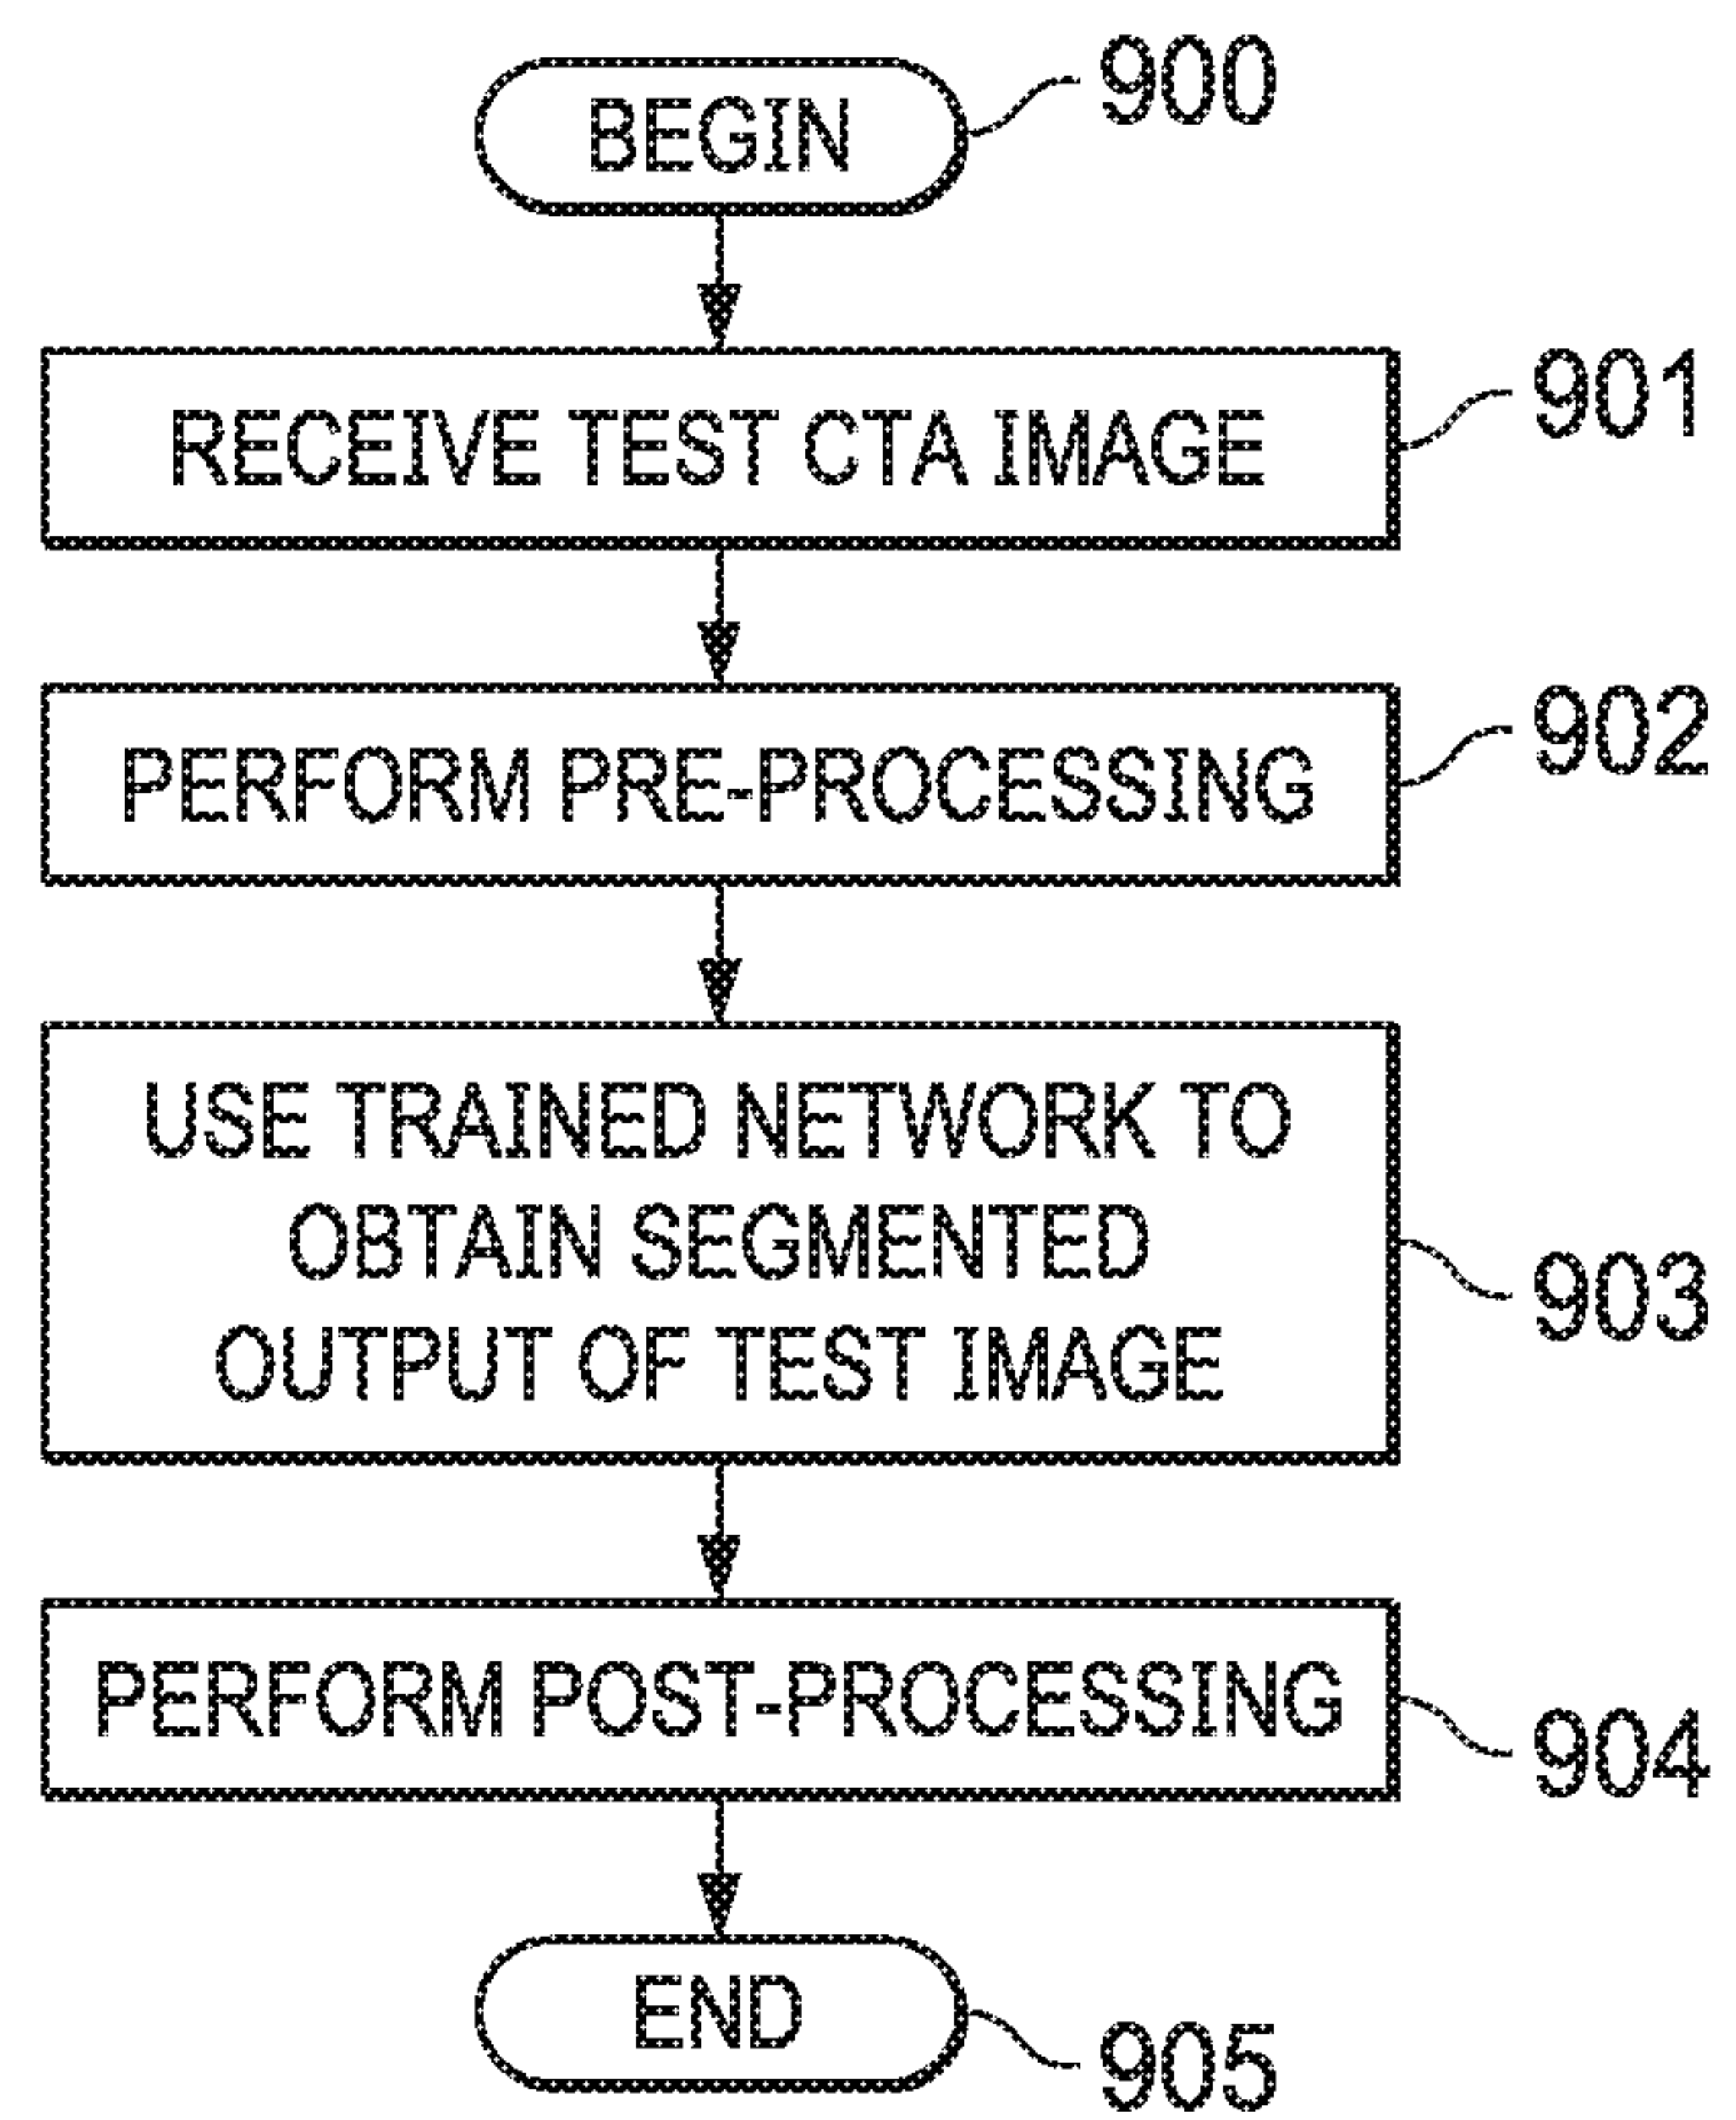 BEGIN
900
RECEIVE TEST CTA IMAGE
901
PERFORM PRE-PROCESSING
902
USE TRAINED NETWORK TO
OBTAIN SEGMENTED
OUTPUT OF TEST IMAGE
903
PERFORM POST-PROCESSING
904
END
905